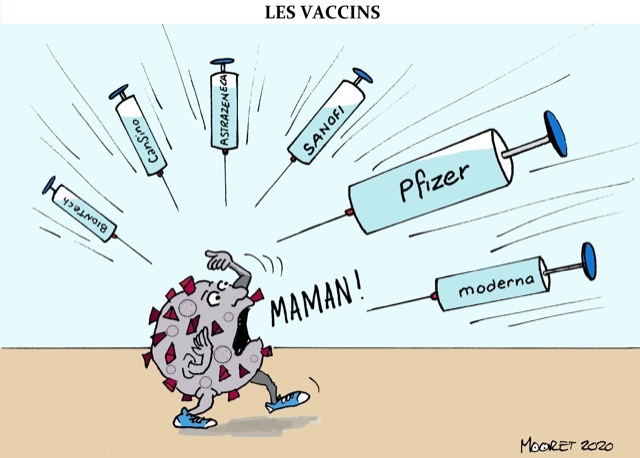 LES VACCINS
BIONTECH
Cansino
ASTRAZENECA
SANOFI
Pfizer
moderna
MAMAN!
MOORET 2020